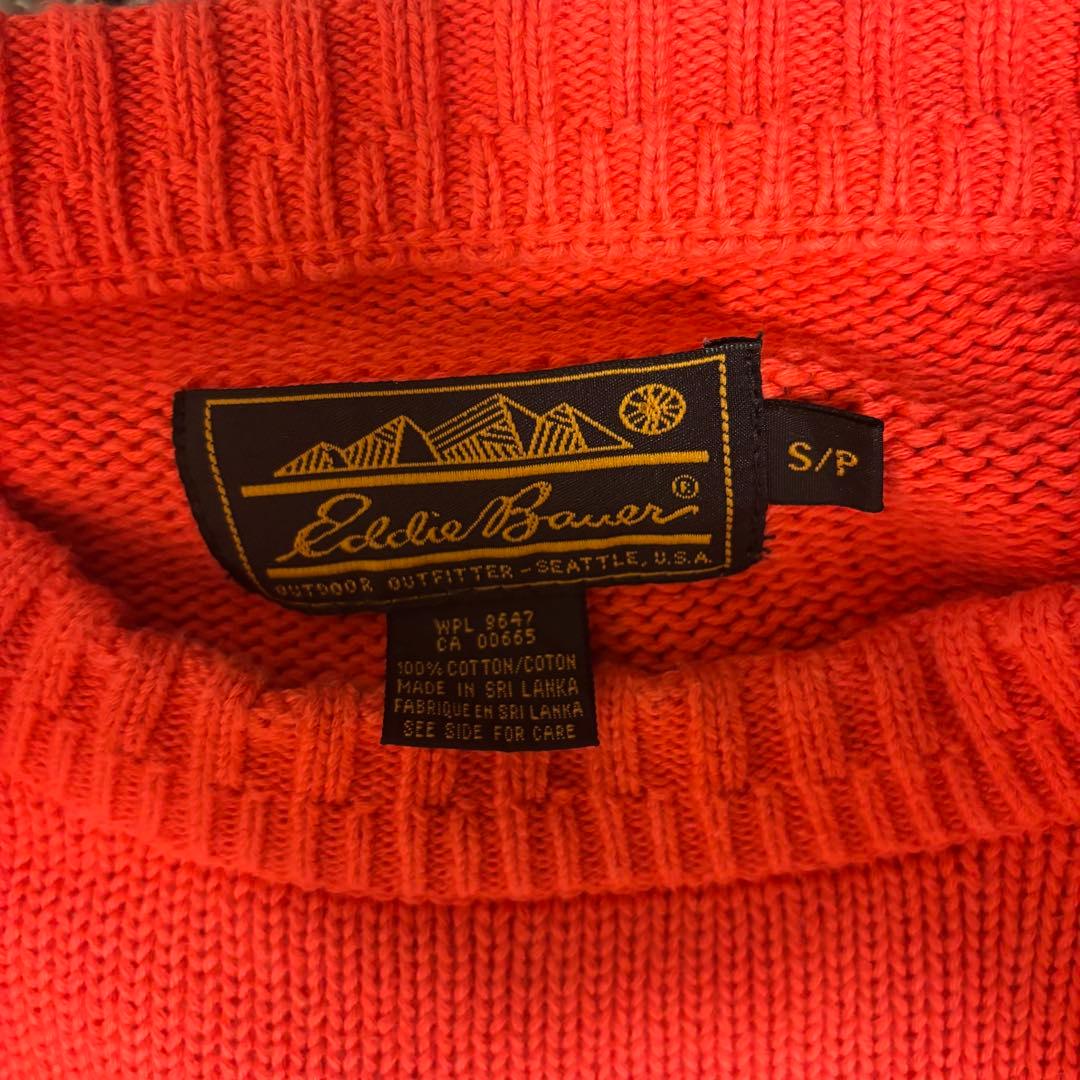 Eddie Bauer®
OUTDOOR OUTFITTER - SEATTLE, U.S.A.
S/P
WPL 9647
CA 00665
100% COTTON/COTON
MADE IN SRI LANKA
FABRIQUE EN SRI LANKA
SEE SIDE FOR CARE